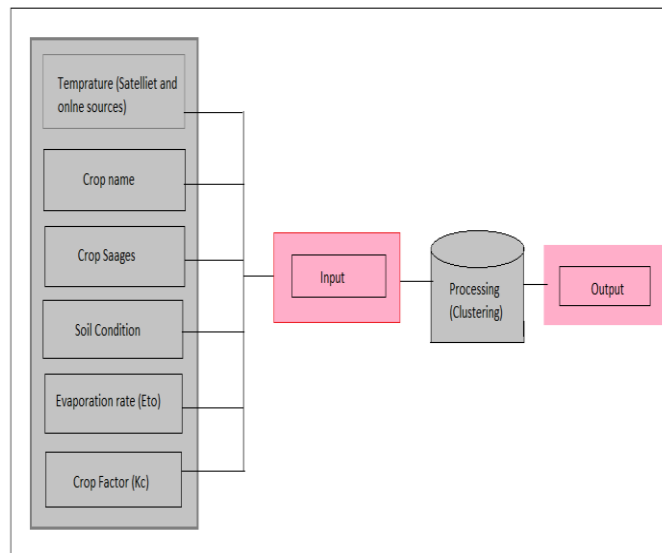 Temprature (Satelliet and
onlne sources)
Crop name
Crop Saages
Soil Condition
Evaporation rate (Eto)
Crop Factor (Kc)
Input
Processing
(Clustering)
Output